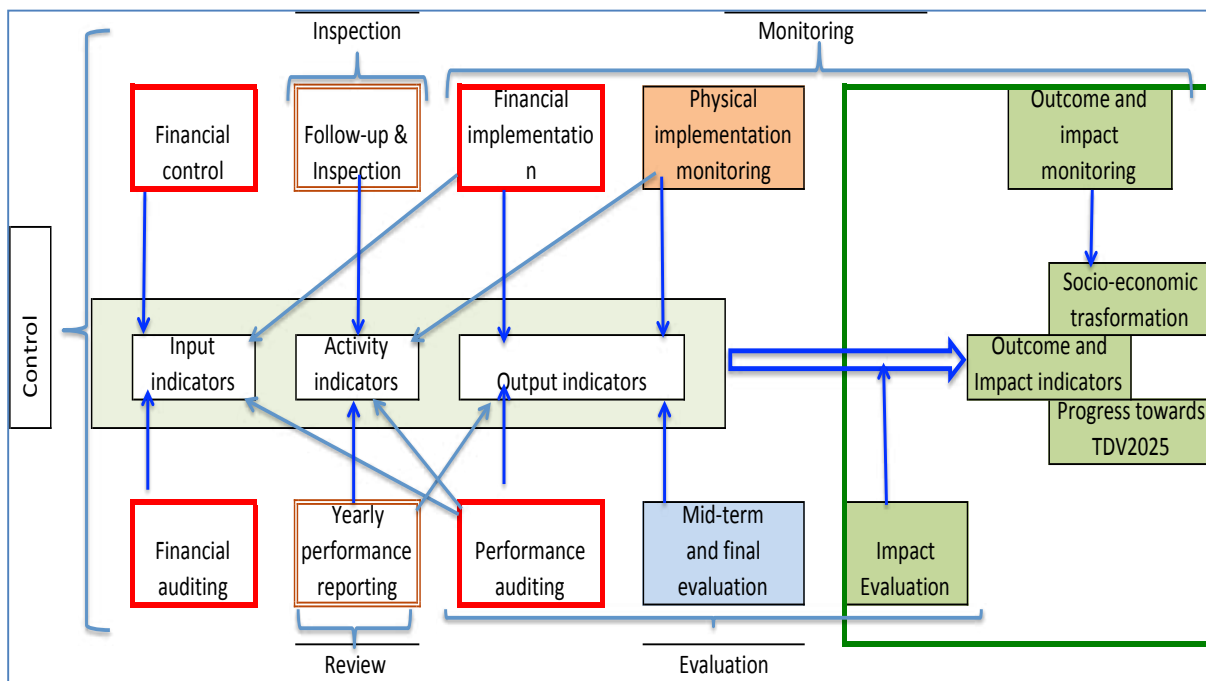 Inspection
Monitoring
Financial
control
Follow-up &
Inspection
Financial
implementatio
n
Physical
implementation
monitoring
Outcome and
impact
monitoring
Control
Socio-economic
trasformation
Input
indicators
Activity
indicators
Output indicators
Outcome and
Impact indicators
Progress towards
TDV2025
Financial
auditing
Yearly
performance
reporting
Performance
auditing
Mid-term
and final
evaluation
Impact
Evaluation
Review
Evaluation